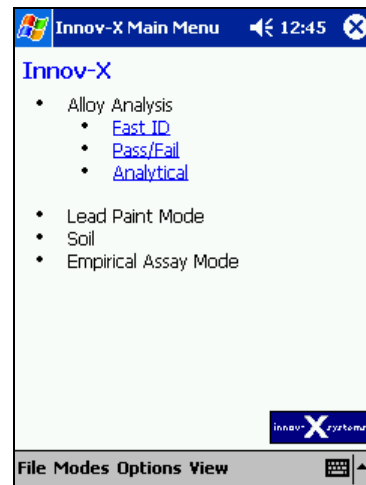 Innov-X Main Menu 12:45
Innov-X
• Alloy Analysis
• Fast ID
• Pass/Fail
• Analytical
• Lead Paint Mode
• Soil
• Empirical Assay Mode
innov-X systems
File Modes Options View